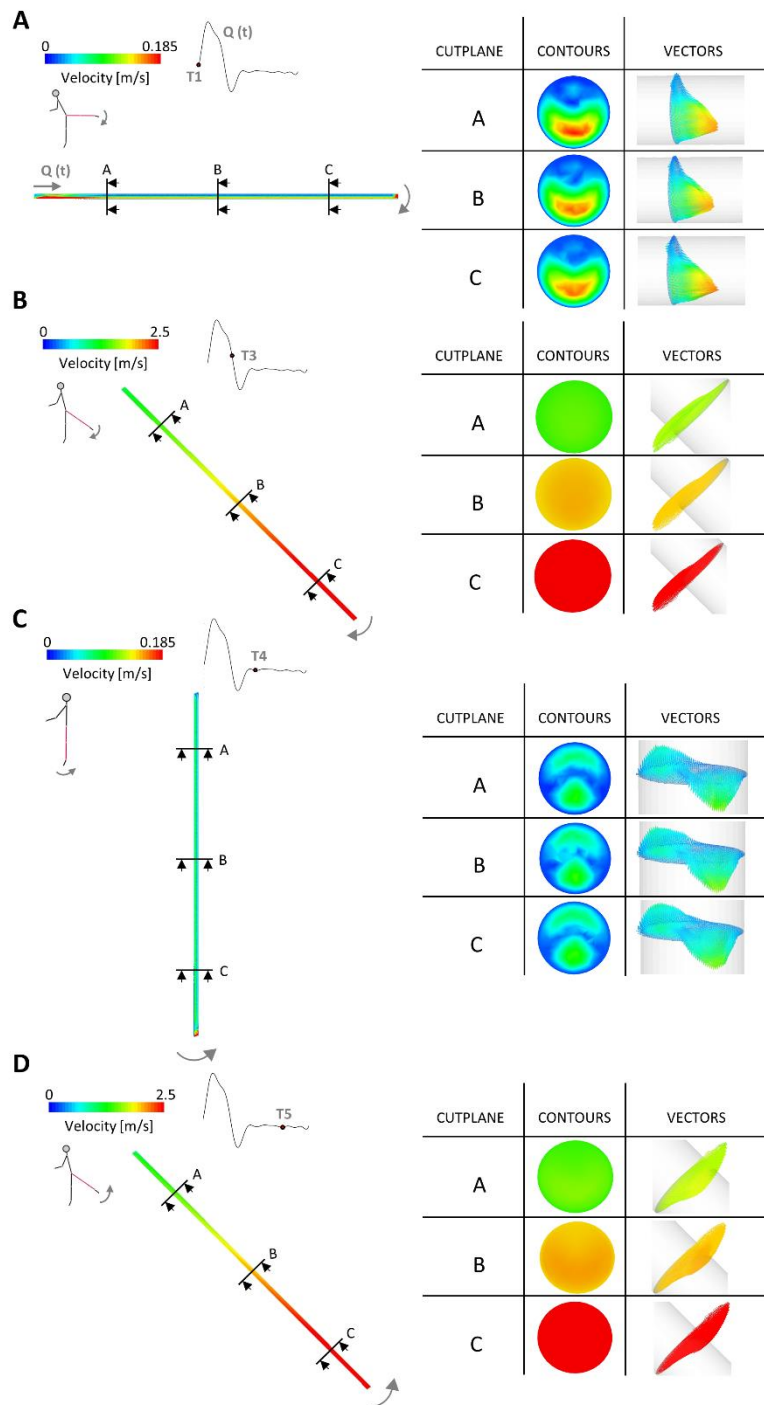 A
Q (t)
0 0.185
Velocity [m/s]
T1
Q (t)
A B C
CUTPLANE CONTOURS VECTORS
A
B
C
B
0 2.5
Velocity [m/s]
T3
A
B
C
CUTPLANE CONTOURS VECTORS
A
B
C
C
0 0.185
Velocity [m/s]
T4
A
B
C
CUTPLANE CONTOURS VECTORS
A
B
C
D
0 2.5
Velocity [m/s]
T5
A
B
C
CUTPLANE CONTOURS VECTORS
A
B
C